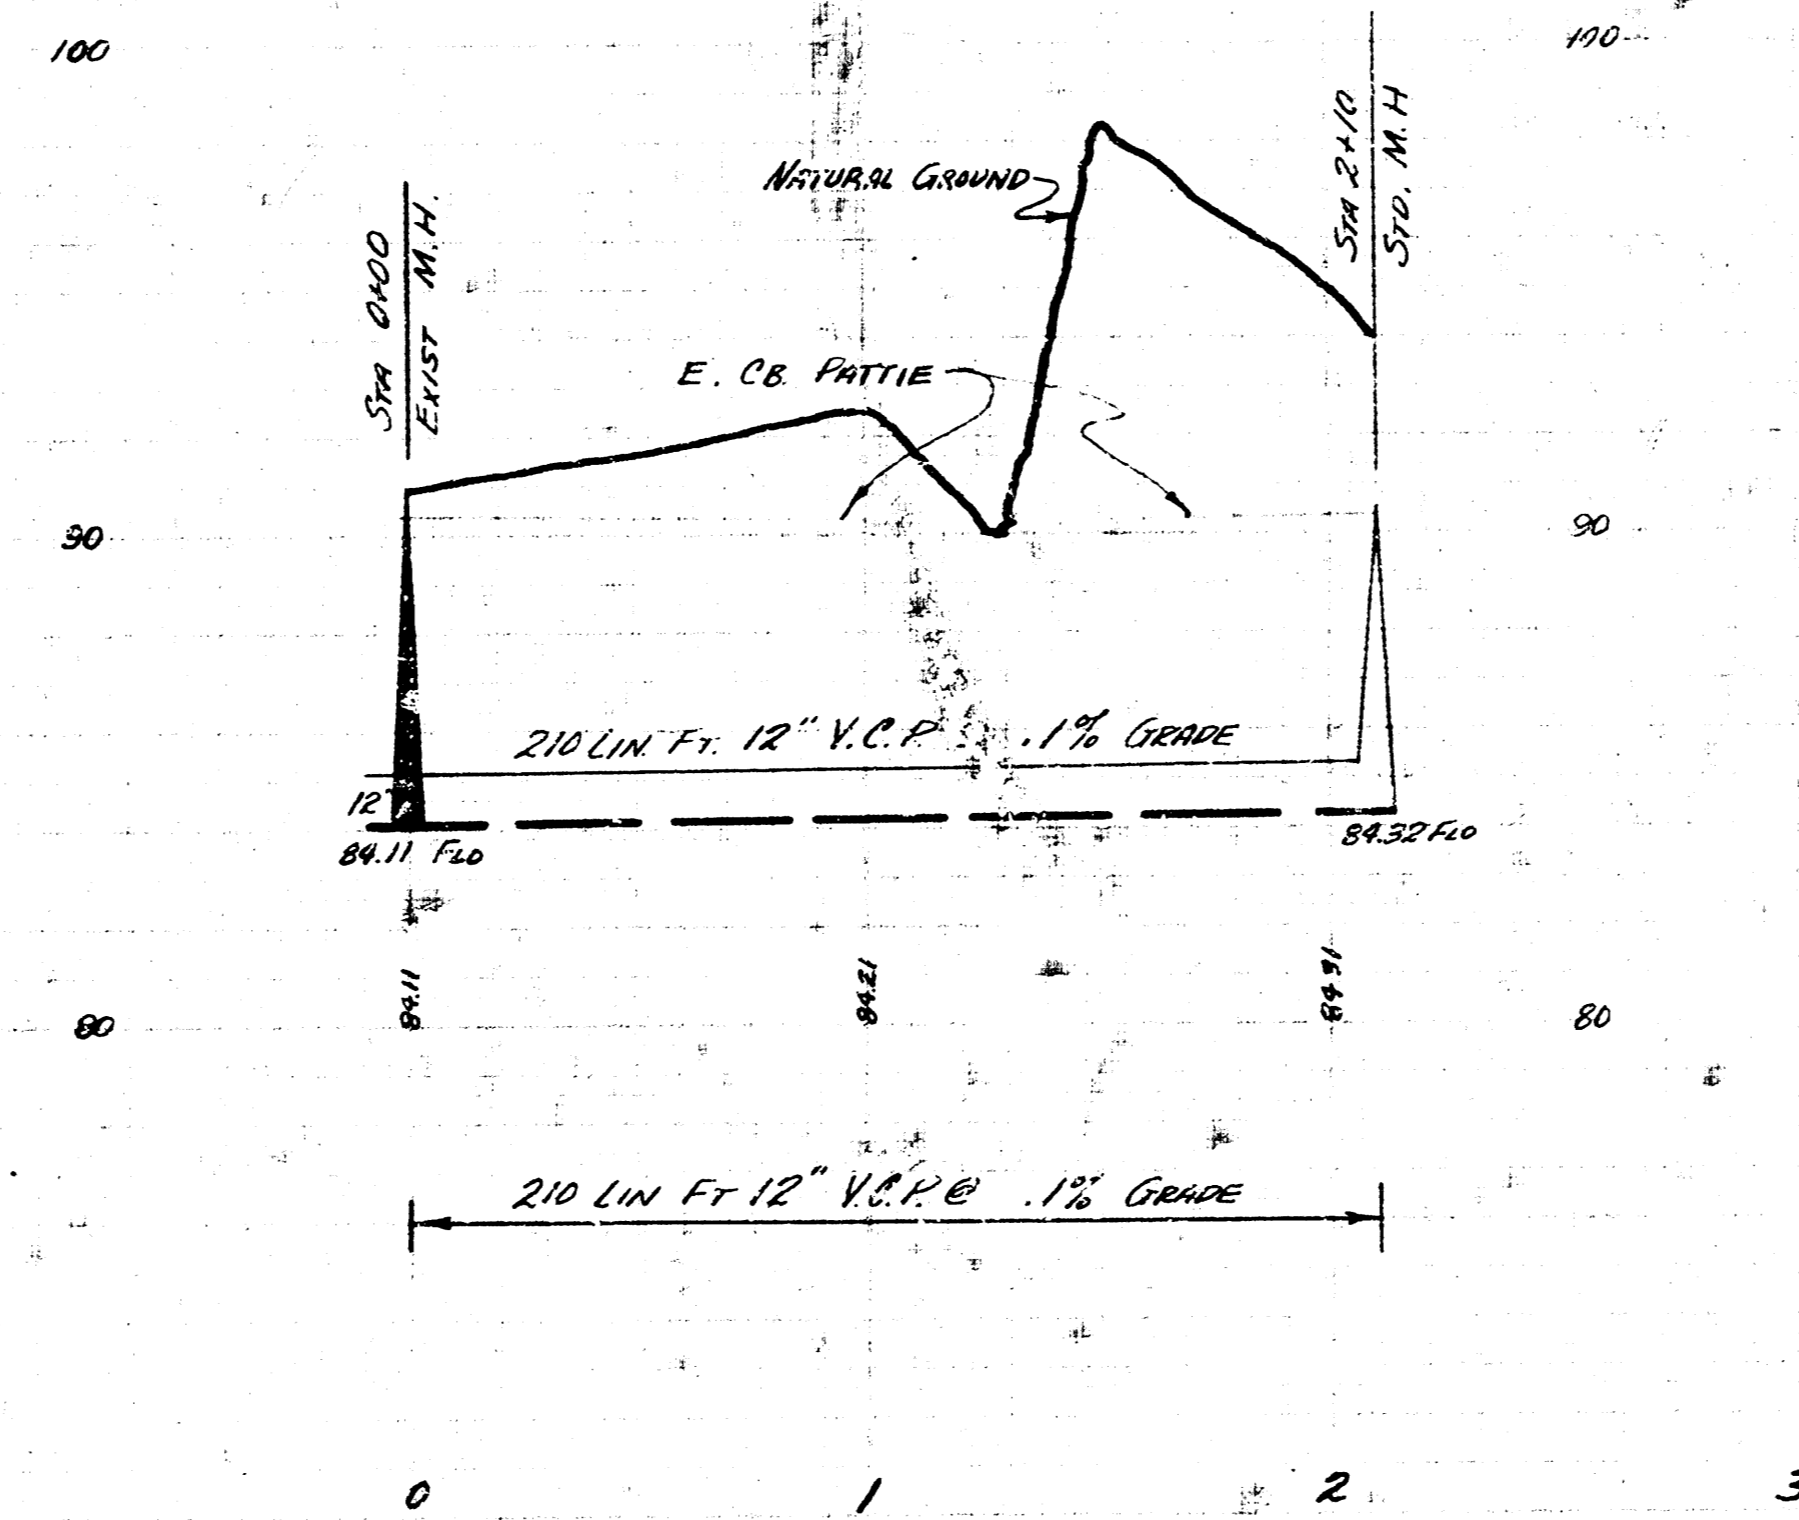 100
100
STA 2+10
STD. M.H
NATURAL GROUND
STA 0+00
EXIST M.H.
E. CB. PATTIE
90
90
210 LIN. FT. 12" V.C.P. .1% GRADE
12"
84.11 FLO
84.32 FLO
84.11
84.21
84.31
80
80
210 LIN FT 12" V.C.P. @ .1% GRADE
0
1
2
3